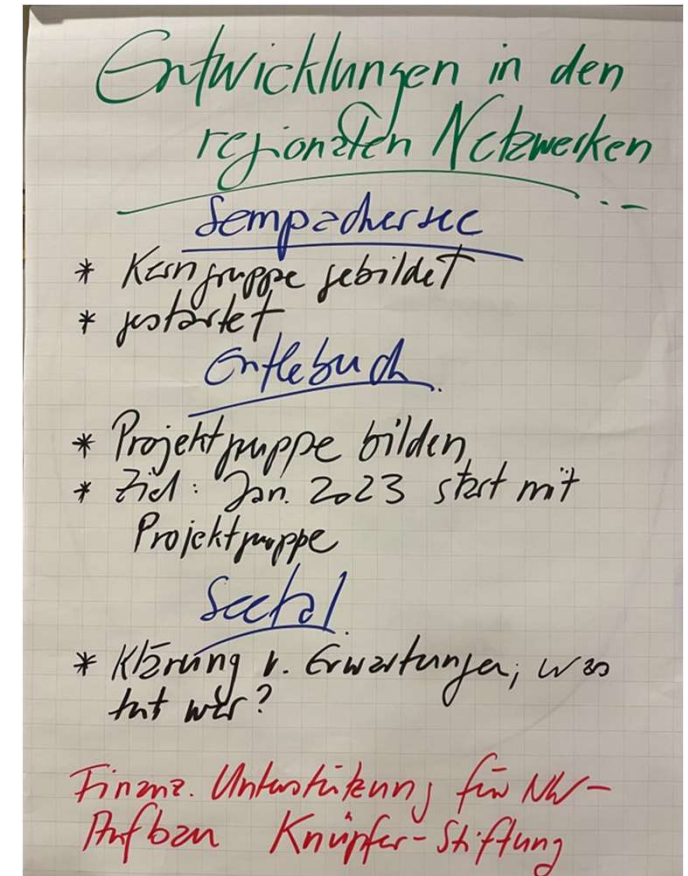 Entwicklungen in den
regionalen Netzwerken
...
Sempachersee
* Kerngruppe gebildet
* gestartet
Entlebuch
* Projektgruppe bilden
* Ziel: Jan. 2023 start mit
Projektgruppe
Seetal
* Klärung v. Erwartungen; was
tut wer?
Finanz. Unterstützung für NW-
Aufbau Knüpfer-Stiftung